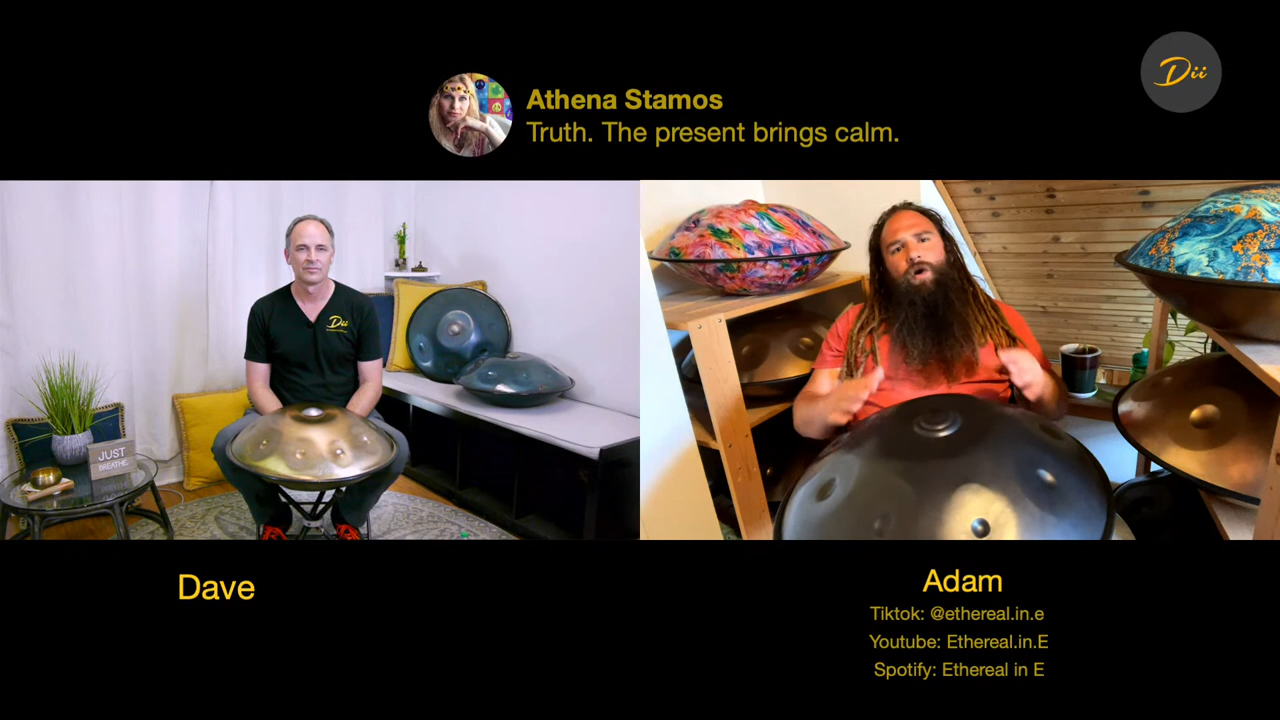 Dii
Athena Stamos
Truth. The present brings calm.
Dii
JUST
BREATHE
Dave
Adam
Tiktok: @ethereal.in.e
Youtube: Ethereal.in.E
Spotify: Ethereal in E